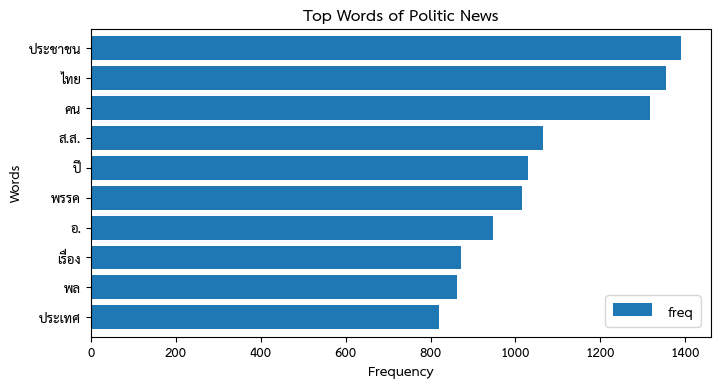 Top Words of Politic News
ประชาชน
ไทย
คน
ส.ส.
ปี
พรรค
อ.
เรื่อง
พล
ประเทศ
Words
0 200 400 600 800 1000 1200 1400
Frequency
freq